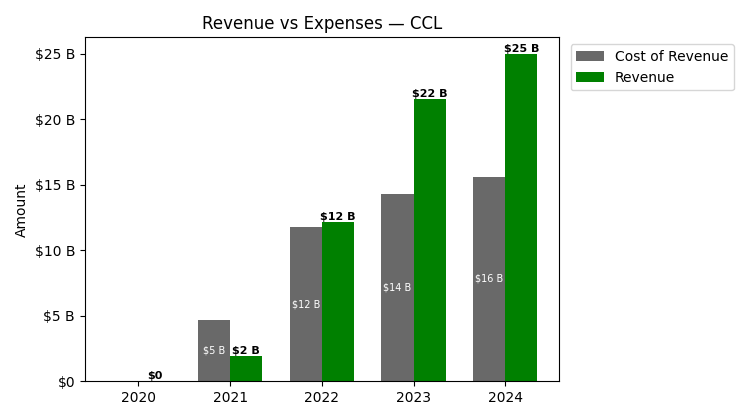 Revenue vs Expenses — CCL
Cost of Revenue
Revenue
Amount
$25 B
$20 B
$15 B
$10 B
$5 B
$0
$0
$5 B
$2 B
$12 B
$12 B
$14 B
$22 B
$16 B
$25 B
2020
2021
2022
2023
2024